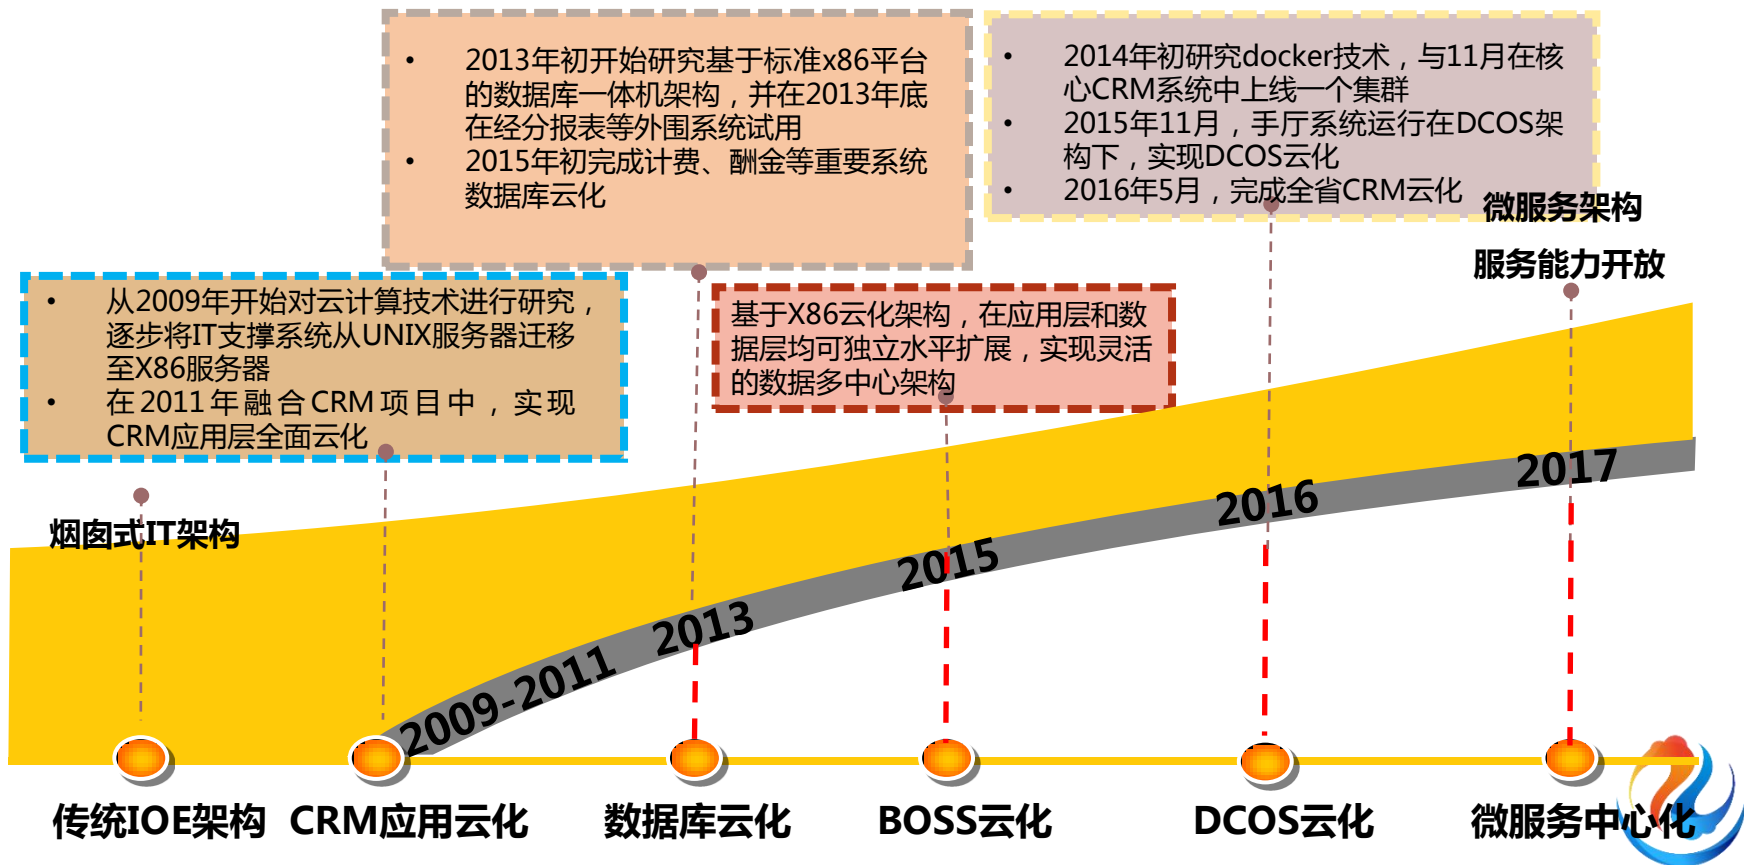 • 2013年初开始研究基于标准x86平台
的数据库一体机架构，并在2013年底
在经分报表等外围系统试用
• 2015年初完成计费、酬金等重要系统
数据库云化
• 2014年初研究docker技术，与11月在核
心CRM系统中上线一个集群
• 2015年11月，手厅系统运行在DCOS架
构下，实现DCOS云化
• 2016年5月，完成全省CRM云化
微服务架构
服务能力开放
• 从2009年开始对云计算技术进行研究，
逐步将IT支撑系统从UNIX服务器迁移
至X86服务器
• 在2011年融合CRM项目中，实现
CRM应用层全面云化
基于X86云化架构，在应用层和数
据层均可独立水平扩展，实现灵活
的数据多中心架构
烟囱式IT架构
2009-2011
2013
2015
2016
2017
传统IOE架构
CRM应用云化
数据库云化
BOSS云化
DCOS云化
微服务中心化